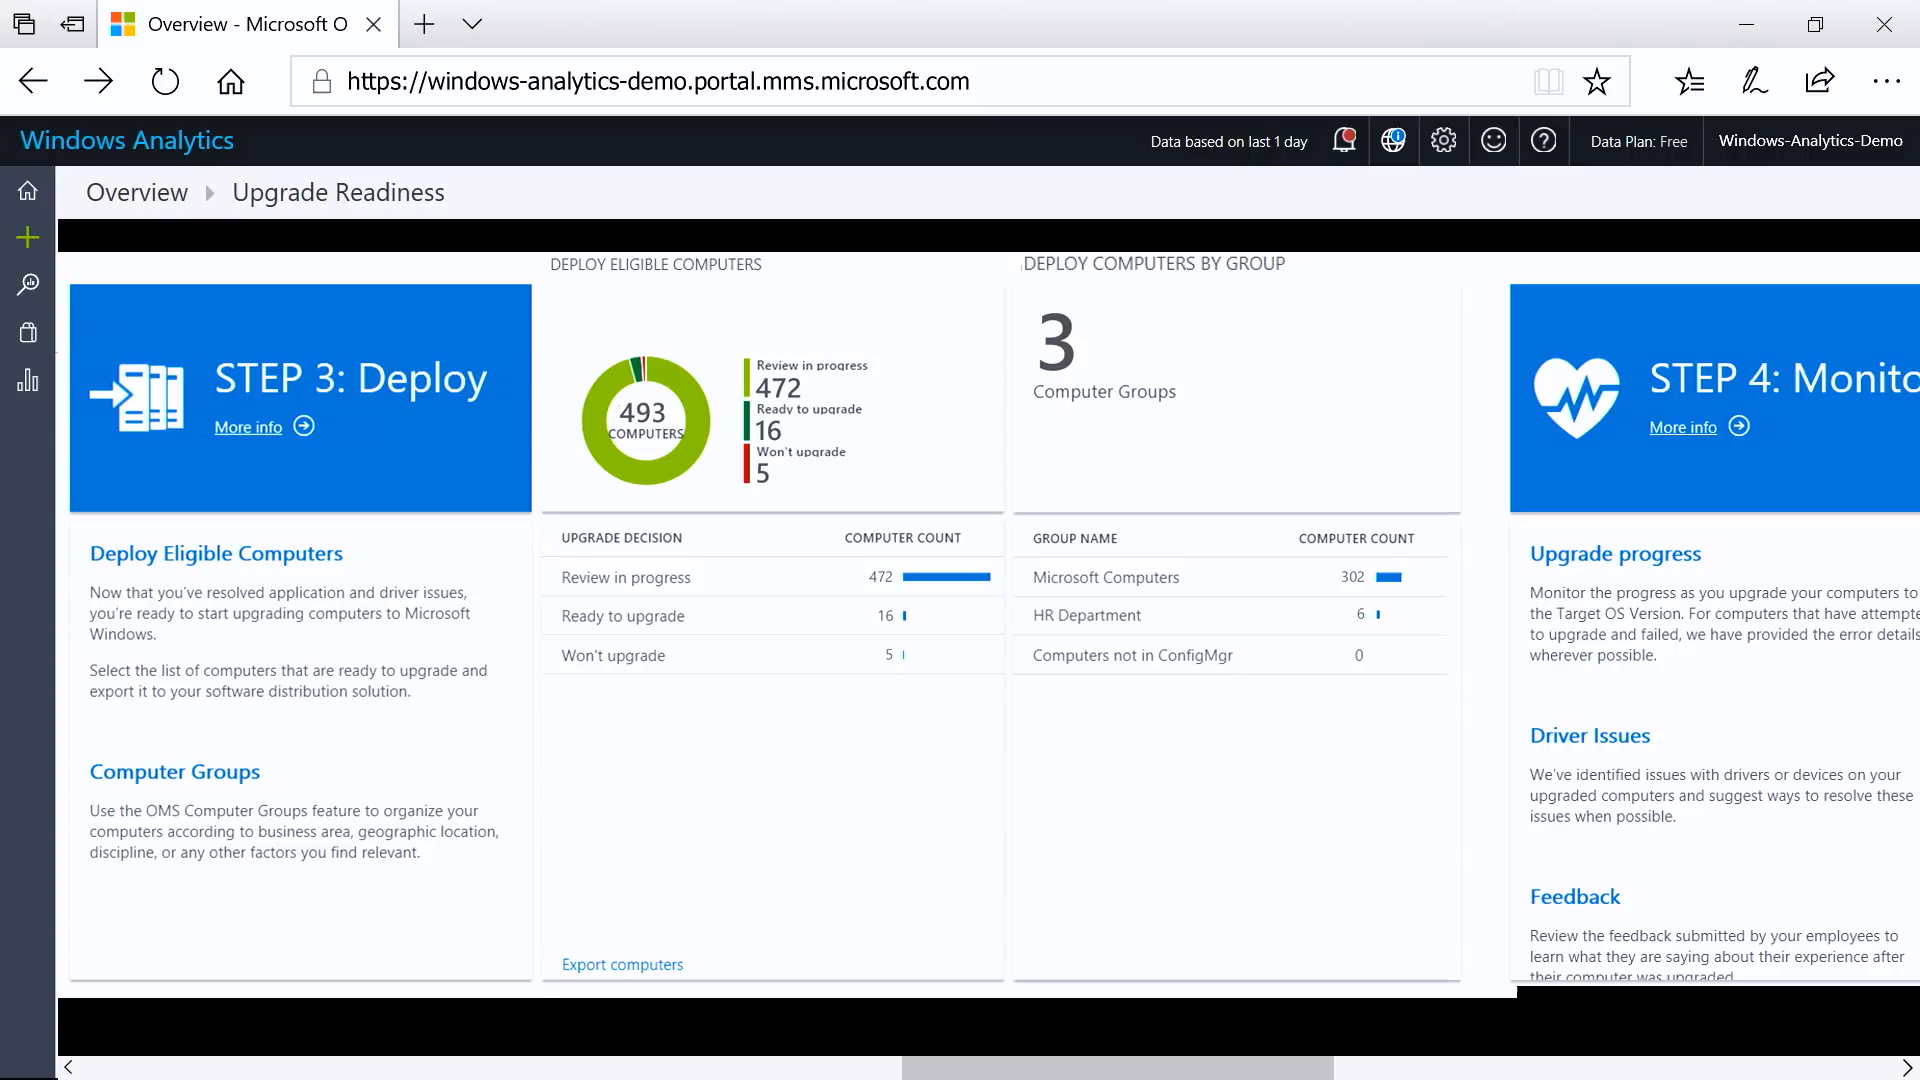 Overview - Microsoft O
https://windows-analytics-demo.portal.mms.microsoft.com
Windows Analytics
Data based on last 1 day
Data Plan: Free
Windows-Analytics-Demo
Overview
Upgrade Readiness
STEP 3: Deploy
More info
Deploy Eligible Computers
Now that you've resolved application and driver issues,
you're ready to start upgrading computers to Microsoft
Windows.
Select the list of computers that are ready to upgrade and
export it to your software distribution solution.
Computer Groups
Use the OMS Computer Groups feature to organize your
computers according to business area, geographic location,
discipline, or any other factors you find relevant.
DEPLOY ELIGIBLE COMPUTERS
493
COMPUTERS
Review in progress
472
Ready to upgrade
16
Won't upgrade
5
UPGRADE DECISION COMPUTER COUNT
Review in progress 472
Ready to upgrade 16
Won't upgrade 5
Export computers
DEPLOY COMPUTERS BY GROUP
3
Computer Groups
GROUP NAME COMPUTER COUNT
Microsoft Computers 302
HR Department 6
Computers not in ConfigMgr 0
STEP 4: Monito
More info
Upgrade progress
Monitor the progress as you upgrade your computers to
the Target OS Version. For computers that have attempte
to upgrade and failed, we have provided the error details
wherever possible.
Driver Issues
We've identified issues with drivers or devices on your
upgraded computers and suggest ways to resolve these
issues when possible.
Feedback
Review the feedback submitted by your employees to
learn what they are saying about their experience after
their computer was upgraded